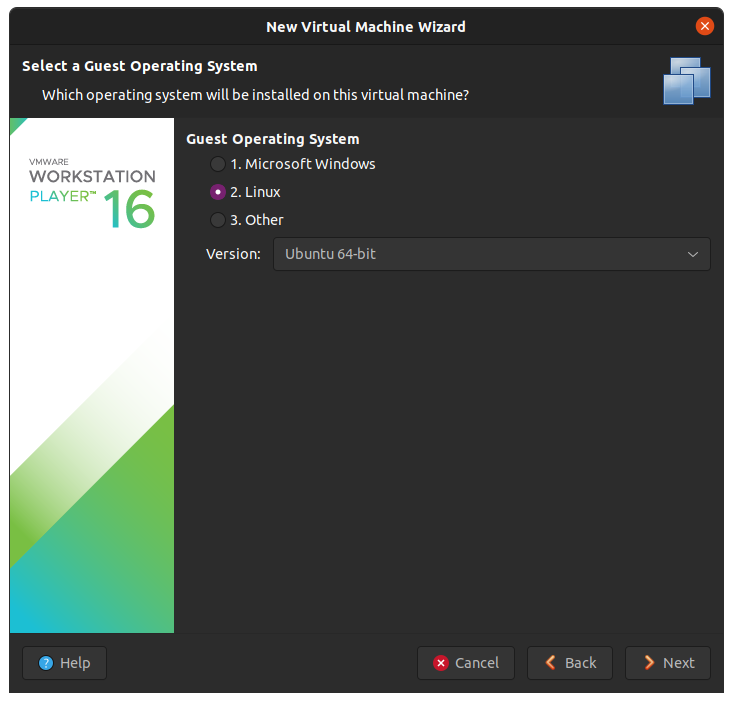 New Virtual Machine Wizard
Select a Guest Operating System
Which operating system will be installed on this virtual machine?
VMWARE
WORKSTATION
PLAYER™ 16
Guest Operating System
1. Microsoft Windows
2. Linux
3. Other
Version: Ubuntu 64-bit
Help Cancel Back Next